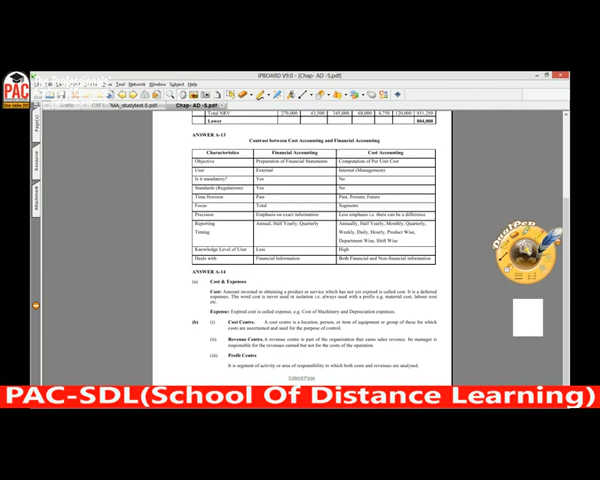 IPBOARD V9.0 - [Chap- AD -5.pdf]
PAC
Network Window Subject Help
Chap- AD -5.pdf
Total NRV 270,000 43,500 345,000 68,000 4,750 120,000 851,250
Lower 804,000
ANSWER A-13
Contrast between Cost Accounting and Financial Accounting
Characteristics Financial Accounting Cost Accounting
Objective Preparation of Financial Statements Computation of Per Unit Cost
User External Internal (Management)
Is it mandatory? Yes No
Standards (Regulations) Yes No
Time Horizon Past Past, Present, Future
Focus Total Segments
Precision Emphasis on exact information Less emphasis i.e. there can be a difference
Reporting Annual, Half Yearly, Quarterly Annually, Half Yearly, Monthly, Quarterly,
Timing Weekly, Daily, Hourly, Product Wise,
Department Wise, Shift Wise
Knowledge Level of User Less High
Deals with Financial Information Both Financial and Non-financial information
ANSWER A-14
(a) Cost & Expenses
Cost: Amount invested in obtaining a product or service which has not yet expired is called cost. It is a deferred
expenses. The word cost is never used in isolation i.e. always used with a prefix e.g. material cost, labour cost
etc.
Expense: Expired cost is called expense, e.g. Cost of Machinery and Depreciation expenses.
(b) (i) Cost Centre. A cost centre is a location, person, or item of equipment or group of these for which
costs are ascertained and used for the purpose of control.
(ii) Revenue Centre. A revenue centre is part of the organization that earns sales revenue. Its manager is
responsible for the revenues earned but not for the costs of the operation.
(iii) Profit Centre
It is segment of activity or area of responsibility to which both costs and revenues are analysed.
Extend Page
DualPen
PAC-SDL(School Of Distance Learning)